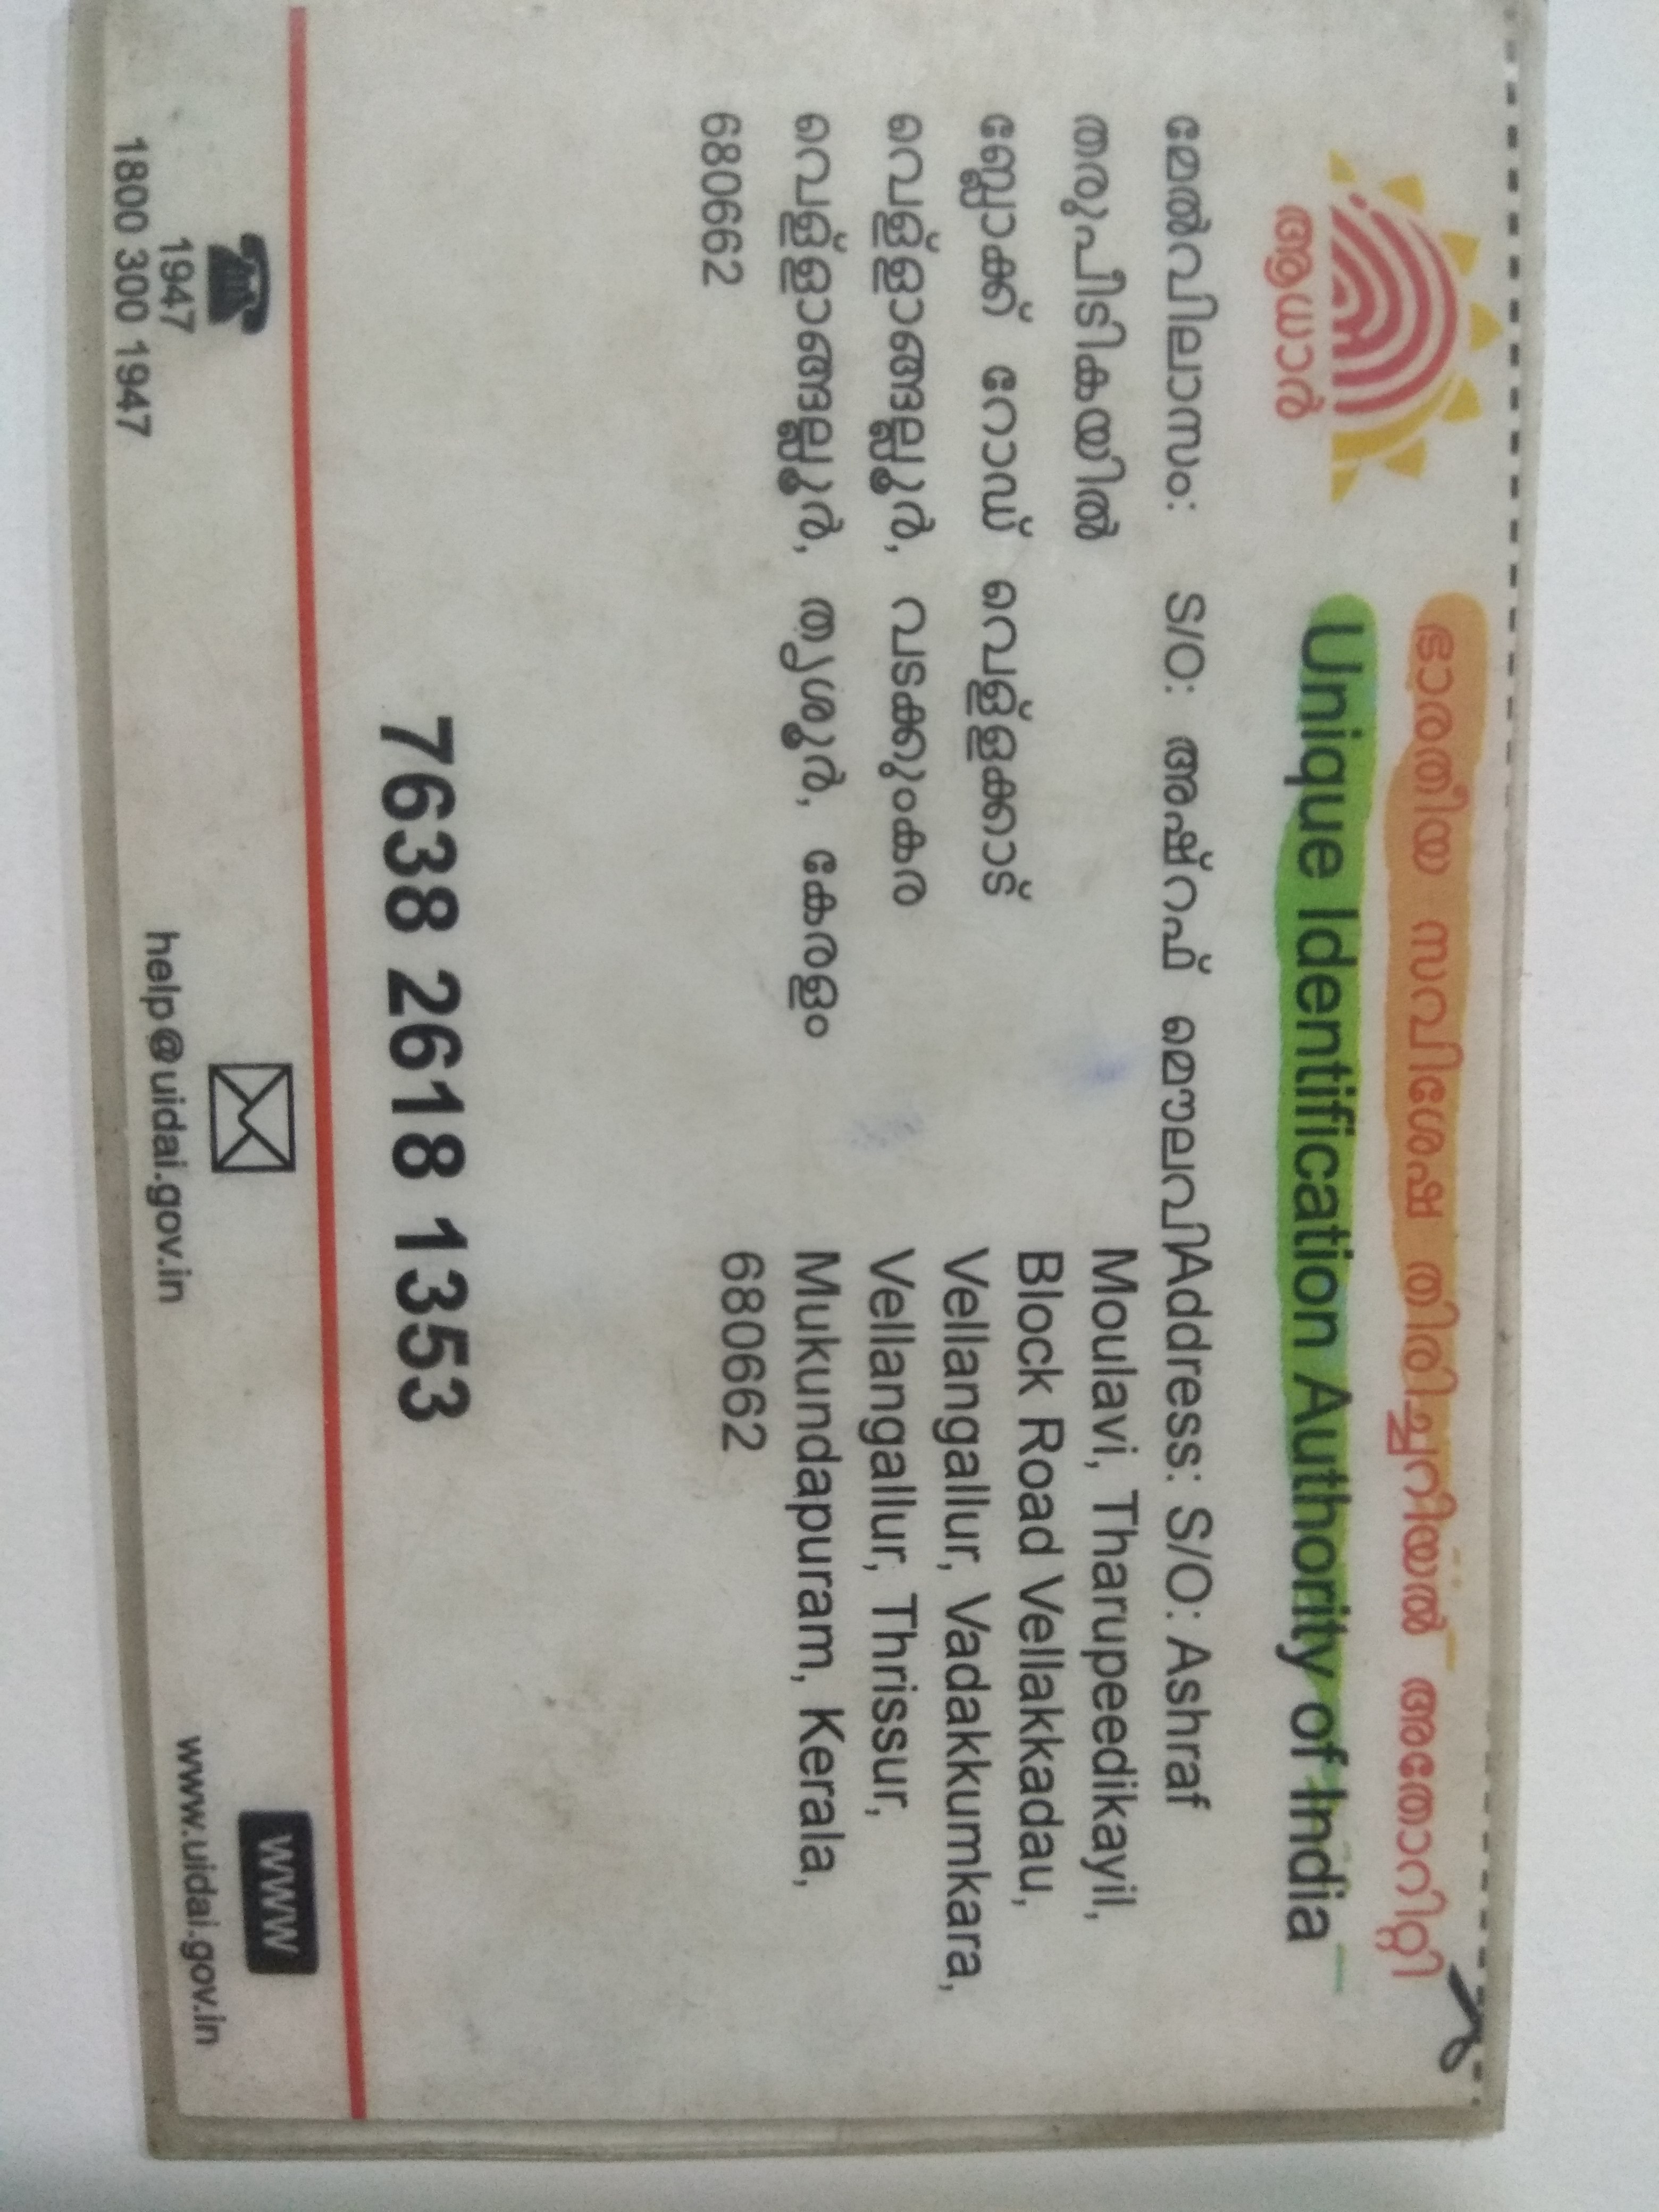 ഭാരതീയ സവിശേഷ തിരിച്ചറിയൽ അതോറിറ്റി
Unique Identification Authority of India
ആധാർ
മേൽവിലാസം: S/O: അഷ്റഫ് മൌലവി
തരുപീടികയിൽ
ബ്ലോക്ക് റോഡ് വെള്ളക്കാട്
വെള്ളാങ്ങല്ലൂർ, വടക്കുംകര
വെള്ളാങ്ങല്ലൂർ, തൃശൂർ, കേരളം
680662
Address: S/O: Ashraf
Moulavi, Tharupeedikayil,
Block Road Vellakkadau,
Vellangallur, Vadakkumkara,
Vellangallur, Thrissur,
Mukundapuram, Kerala,
680662
7638 2618 1353
1947
1800 300 1947
help@uidai.gov.in
WWW
www.uidai.gov.in